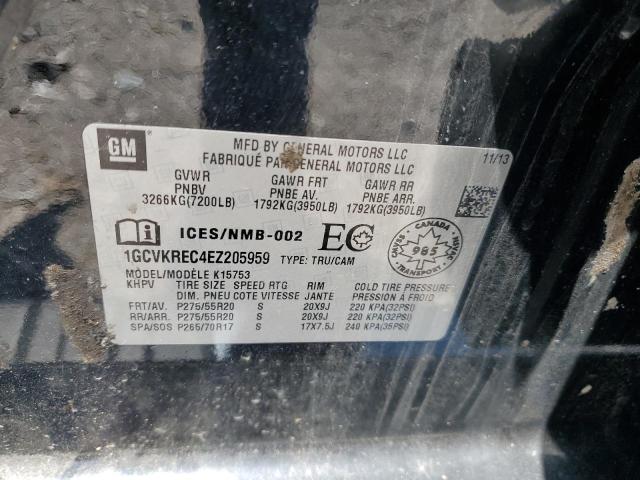 GM
MFD BY GENERAL MOTORS LLC
FABRIQUÉ PAR GENERAL MOTORS LLC
11/13
GVWR GAWR FRT GAWR RR
PNBV PNBE AV. PNBE ARR.
3266KG(7200LB) 1792KG(3950LB) 1792KG(3950LB)
ICES/NMB-002 EC
CANADA
985
CMVSS NSVAC
TRANSPORT
1GCVKREC4EZ205959 TYPE: TRU/CAM
MODEL/MODÈLE K15753
KHPV TIRE SIZE SPEED RTG RIM COLD TIRE PRESSURE
DIM. PNEU COTE VITESSE JANTE PRESSION À FROID
FRT/AV. P275/55R20 S 20X9J 220 KPA(32PSI)
RR/ARR. P275/55R20 S 20X9J 220 KPA(32PSI)
SPA/SOS P265/70R17 S 17X7.5J 240 KPA(35PSI)